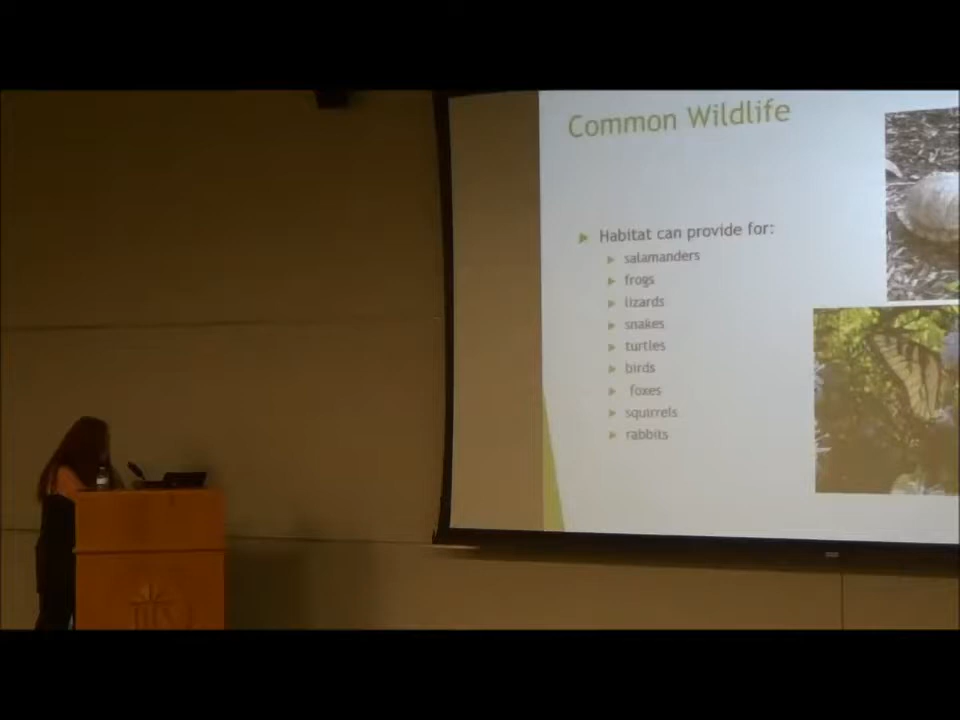 Common Wildlife
Habitat can provide for:
salamanders
frogs
lizards
snakes
turtles
birds
foxes
squirrels
rabbits